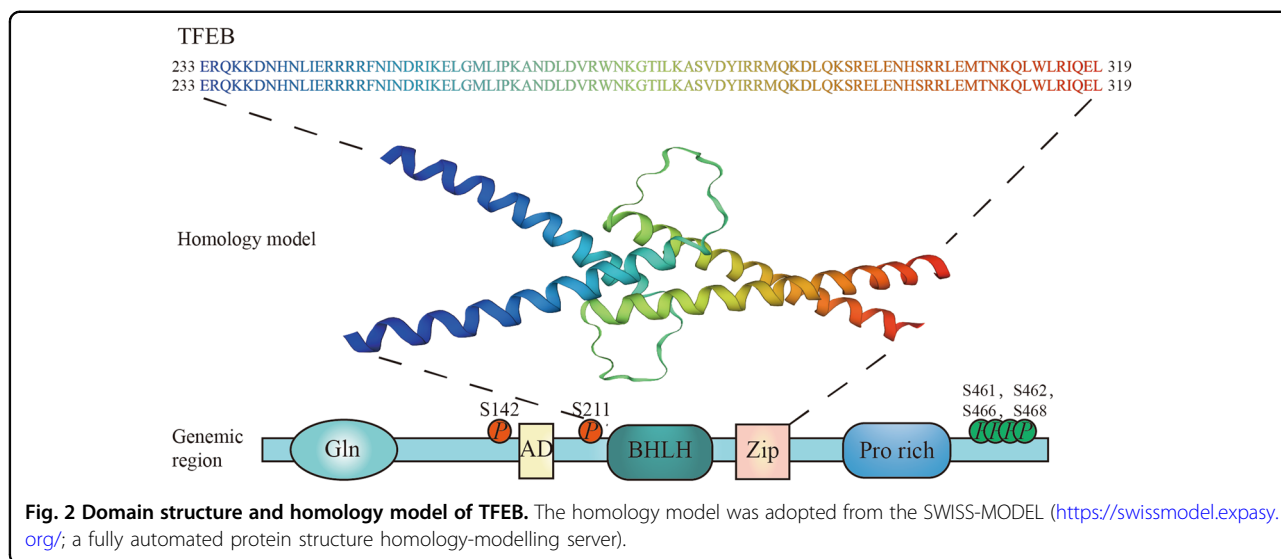 TFEB
233 ERQKKDNHNLIERRRRFNINDRIKELGMLIPKANDLDVRWNKGTILKASVDYIRRMQKDLQKSRELENHSRRLEMTNKQLWLRIQEL 319
233 ERQKKDNHNLIERRRRFNINDRIKELGMLIPKANDLDVRWNKGTILKASVDYIRRMQKDLQKSRELENHSRRLEMTNKQLWLRIQEL 319
Homology model
S461, S462,
S142 S211 S466, S468
P P P P P P
Genemic
region
Gln AD BHLH Zip Pro rich
Fig. 2 Domain structure and homology model of TFEB. The homology model was adopted from the SWISS-MODEL (https://swissmodel.expasy.
org/; a fully automated protein structure homology-modelling server).